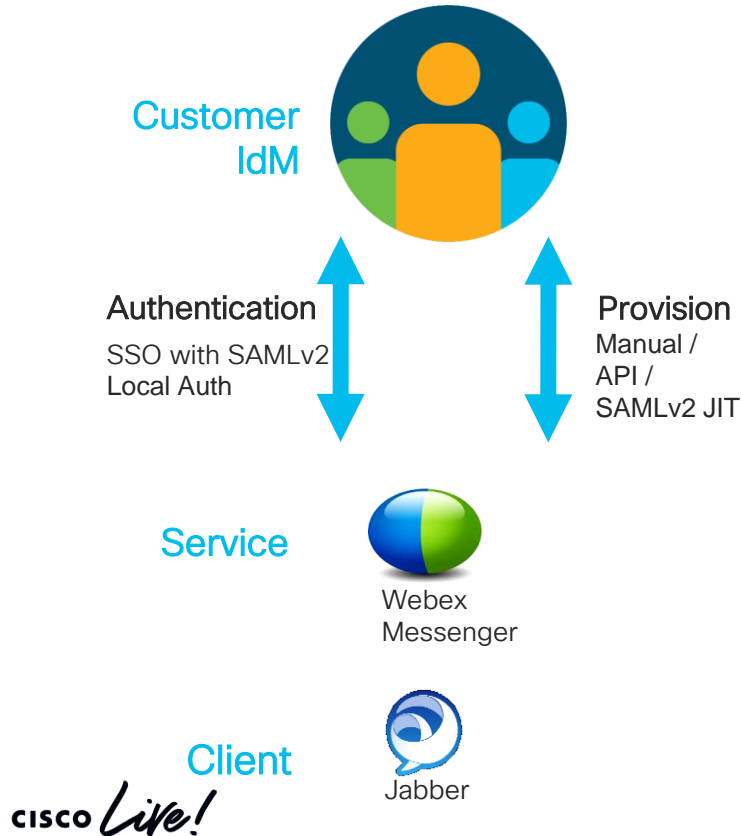 Customer
IdM
Authentication
SSO with SAMLv2
Local Auth
Provision
Manual /
API /
SAMLv2 JIT
Service
Webex
Messenger
Client
Jabber
CISCO Live!